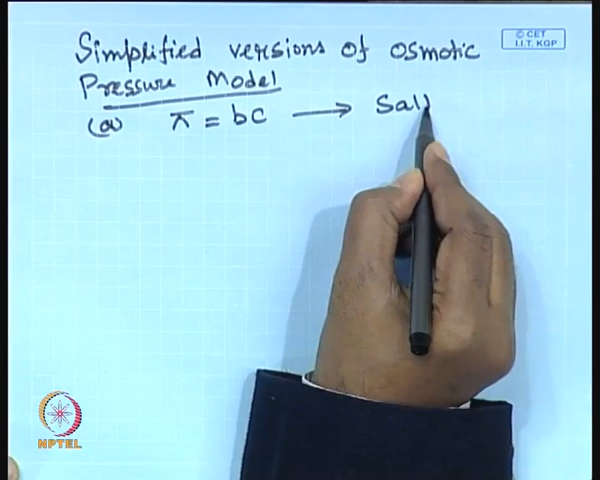 Simplified versions of osmotic
Pressure Model
(a) π = bc → Sal
© CET
I.I.T. KGP
NPTEL